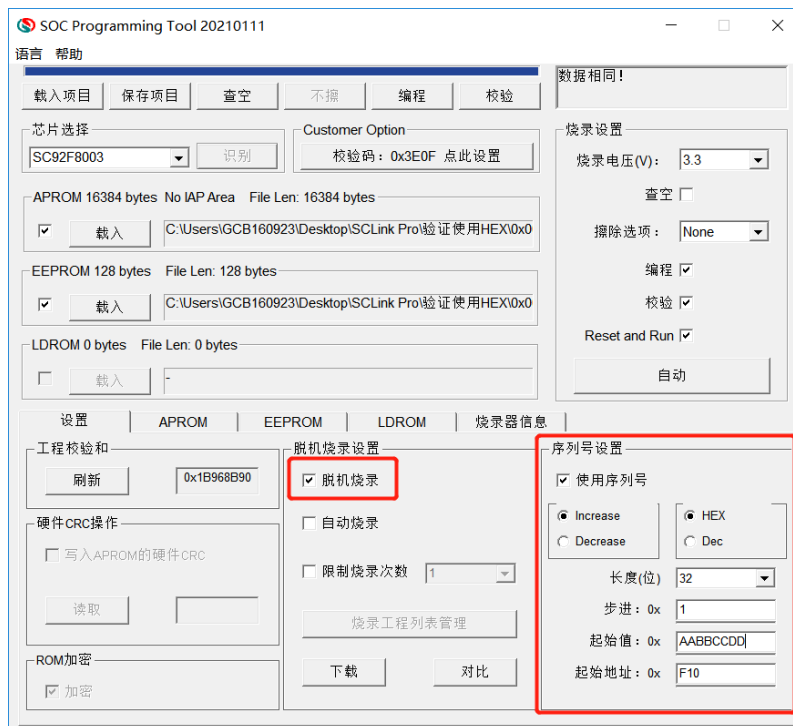 SOC Programming Tool 20210111
语言 帮助
载入项目 保存项目 查空 不擦 编程 校验
数据相同!
芯片选择
SC92F8003 识别
Customer Option
校验码: 0x3E0F 点此设置
APROM 16384 bytes No IAP Area File Len: 16384 bytes
载入 C:\Users\GCB160923\Desktop\SCLink Pro\验证使用HEX\0x0
EEPROM 128 bytes File Len: 128 bytes
载入 C:\Users\GCB160923\Desktop\SCLink Pro\验证使用HEX\0x0
LDROM 0 bytes File Len: 0 bytes
载入 -
烧录设置
烧录电压(V): 3.3
查空
擦除选项: None
编程
校验
Reset and Run
自动
设置 APROM EEPROM LDROM 烧录器信息
工程校验和
刷新 0x1B968B90
硬件CRC操作
写入APROM的硬件CRC
读取
ROM加密
加密
脱机烧录设置
脱机烧录
自动烧录
限制烧录次数 1
烧录工程列表管理
下载 对比
序列号设置
使用序列号
Increase HEX
Decrease Dec
长度(位) 32
步进: 0x 1
起始值: 0x AABBCCDD
起始地址: 0x F10